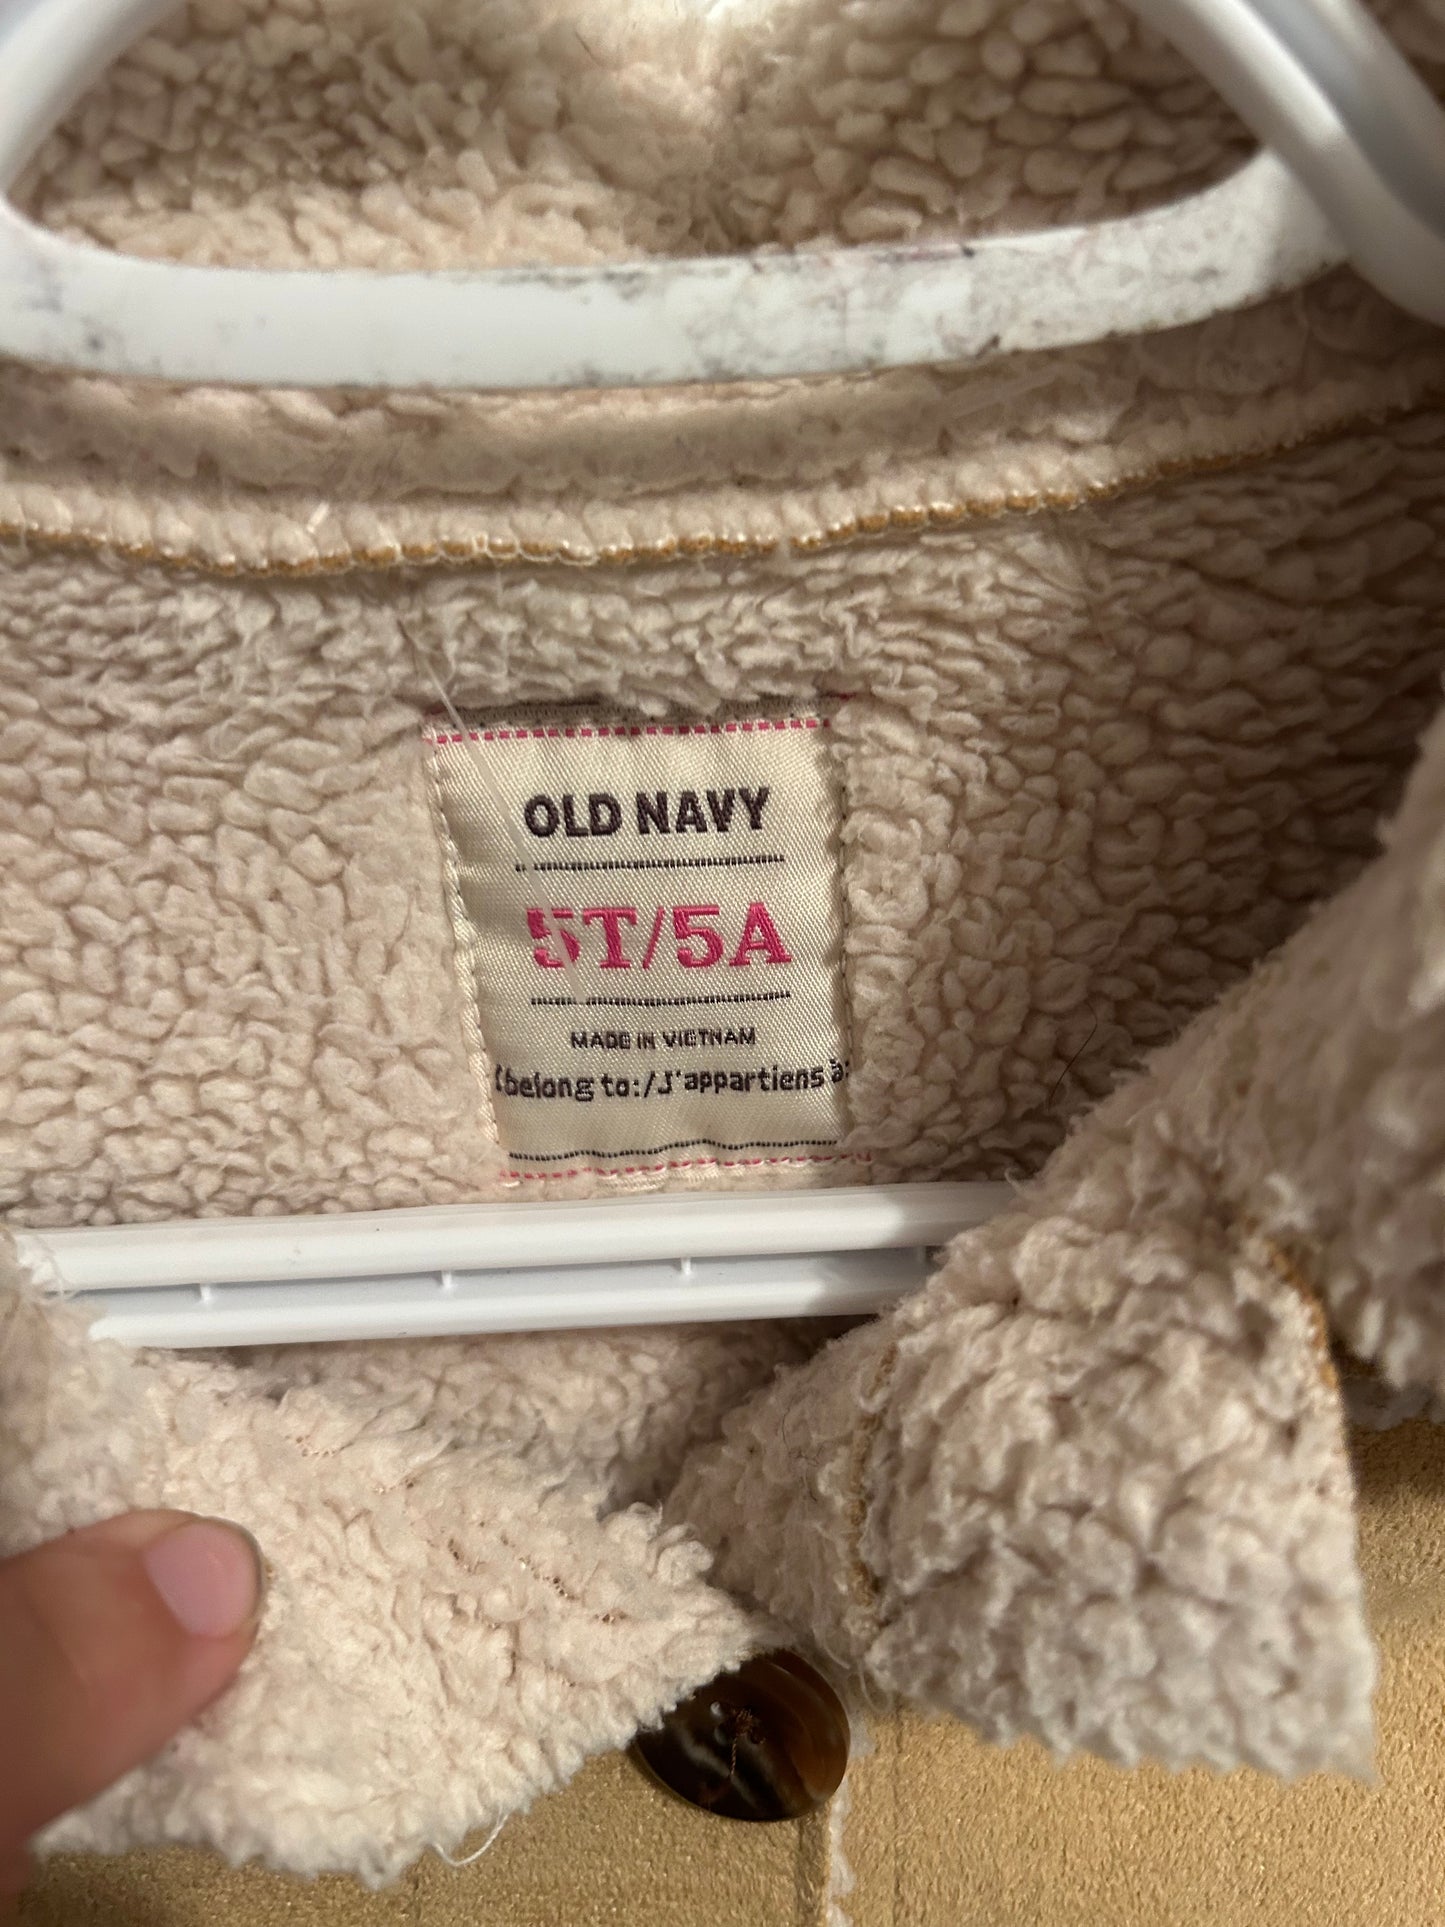 OLD NAVY
5T/5A
MADE IN VIETNAM
I belong to:/J'appartiens à: